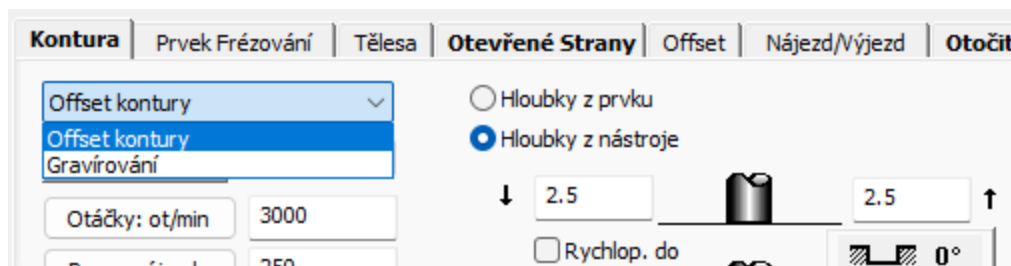 Kontura Prvek Frézování Tělesa Otevřené Strany Offset Nájezd/Výjezd Otočit
Offset kontury
Offset kontury
Gravírování
Hloubky z prvku
Hloubky z nástroje
2.5 2.5
Otáčky: ot/min 3000
Rychlop. do
0°